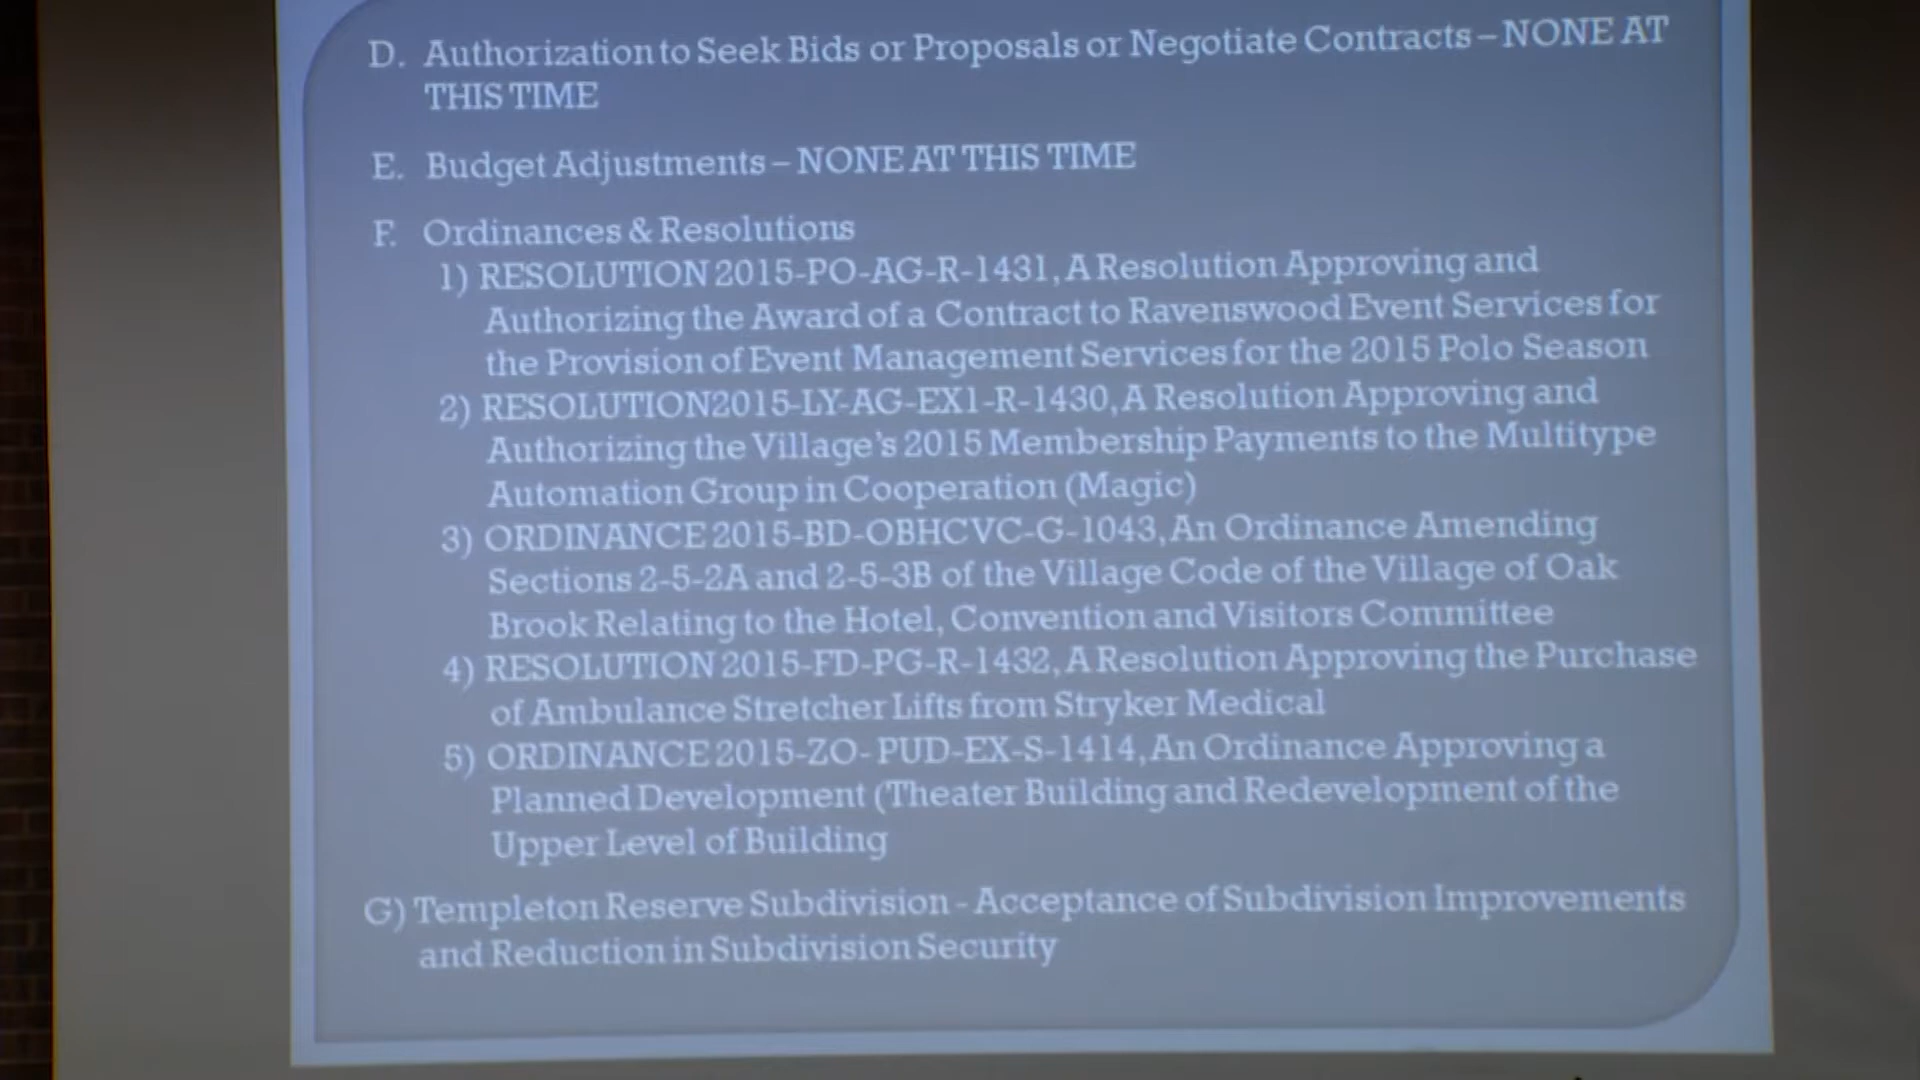 D. Authorization to Seek Bids or Proposals or Negotiate Contracts – NONE AT
THIS TIME
E. Budget Adjustments – NONE AT THIS TIME
F. Ordinances & Resolutions
1) RESOLUTION 2015-PO-AG-R-1431, A Resolution Approving and
Authorizing the Award of a Contract to Ravenswood Event Services for
the Provision of Event Management Services for the 2015 Polo Season
2) RESOLUTION2015-LY-AG-EX1-R-1430, A Resolution Approving and
Authorizing the Village's 2015 Membership Payments to the Multitype
Automation Group in Cooperation (Magic)
3) ORDINANCE 2015-BD-OBHCVC-G-1043, An Ordinance Amending
Sections 2-5-2A and 2-5-3B of the Village Code of the Village of Oak
Brook Relating to the Hotel, Convention and Visitors Committee
4) RESOLUTION 2015-FD-PG-R-1432, A Resolution Approving the Purchase
of Ambulance Stretcher Lifts from Stryker Medical
5) ORDINANCE 2015-ZO- PUD-EX-S-1414, An Ordinance Approving a
Planned Development (Theater Building and Redevelopment of the
Upper Level of Building
G) Templeton Reserve Subdivision - Acceptance of Subdivision Improvements
and Reduction in Subdivision Security